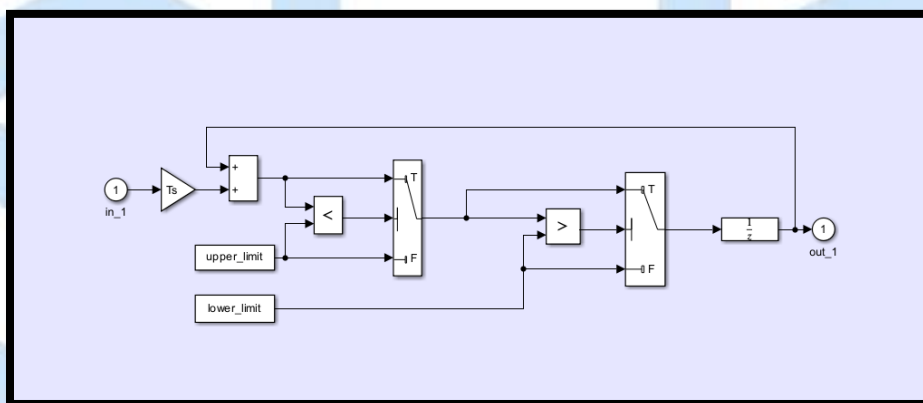 1
in_1
Ts
+
+
<
T
F
upper_limit
lower_limit
>
T
F
1
z
1
out_1